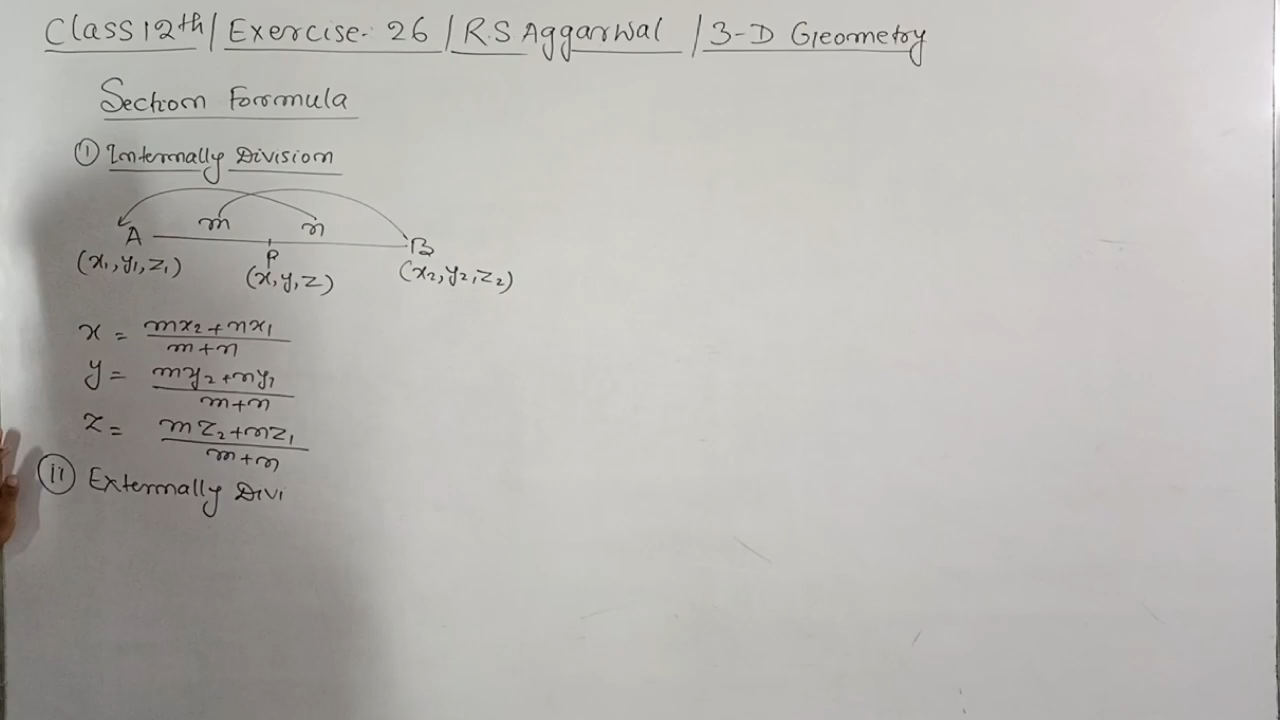 Class 12th / Exercise. 26 / R.S Aggarwal / 3-D Geometry
Section Formula
(1) Internally Division
m n
A P B
(x₁, y₁, z₁) (x, y, z) (x₂, y₂, z₂)
x = mx₂ + nx₁ / m+n
y = my₂ + ny₁ / m+n
z = mz₂ + nz₁ / m+n
(11) Externally Divi